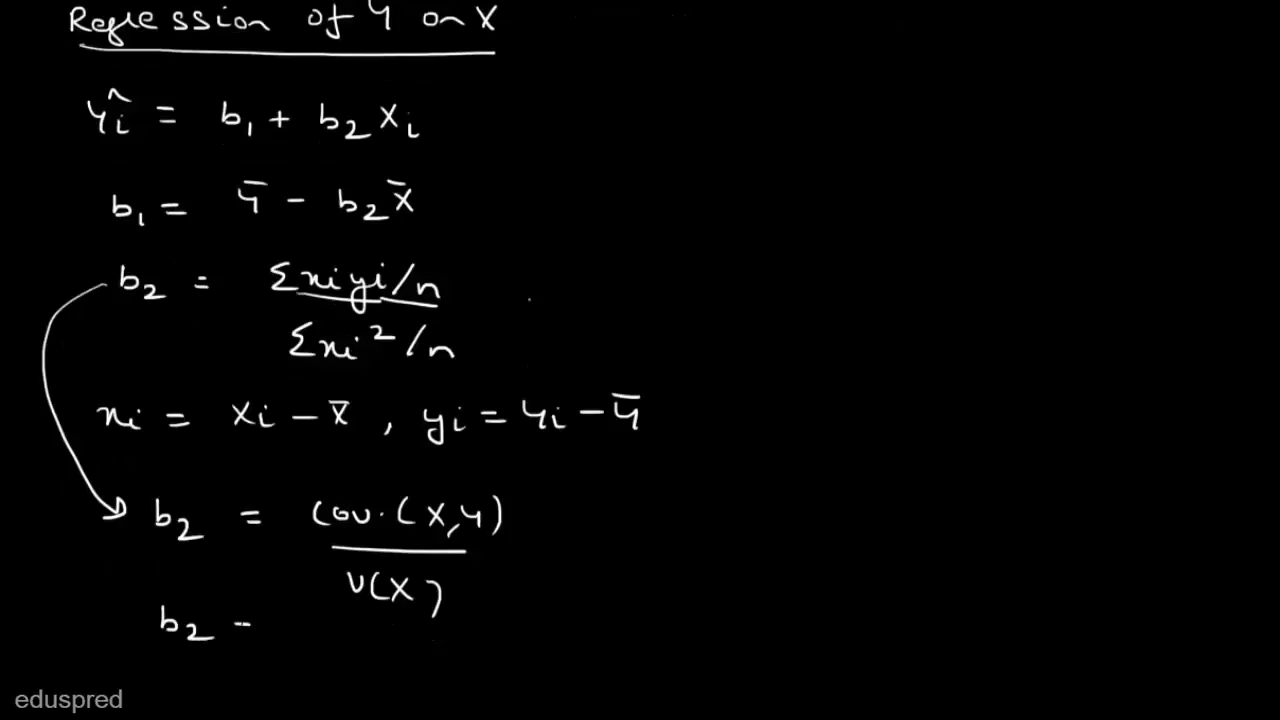 Regression of Y on X
Ŷi = b₁ + b₂Xi
b₁ = Ȳ - b₂X̄
b₂ = Σxiyi/n
Σxi²/n
xi = Xi - X̄, yi = Yi - Ȳ
b₂ = Cov.(X,Y)
V(X)
b₂ -
eduspred